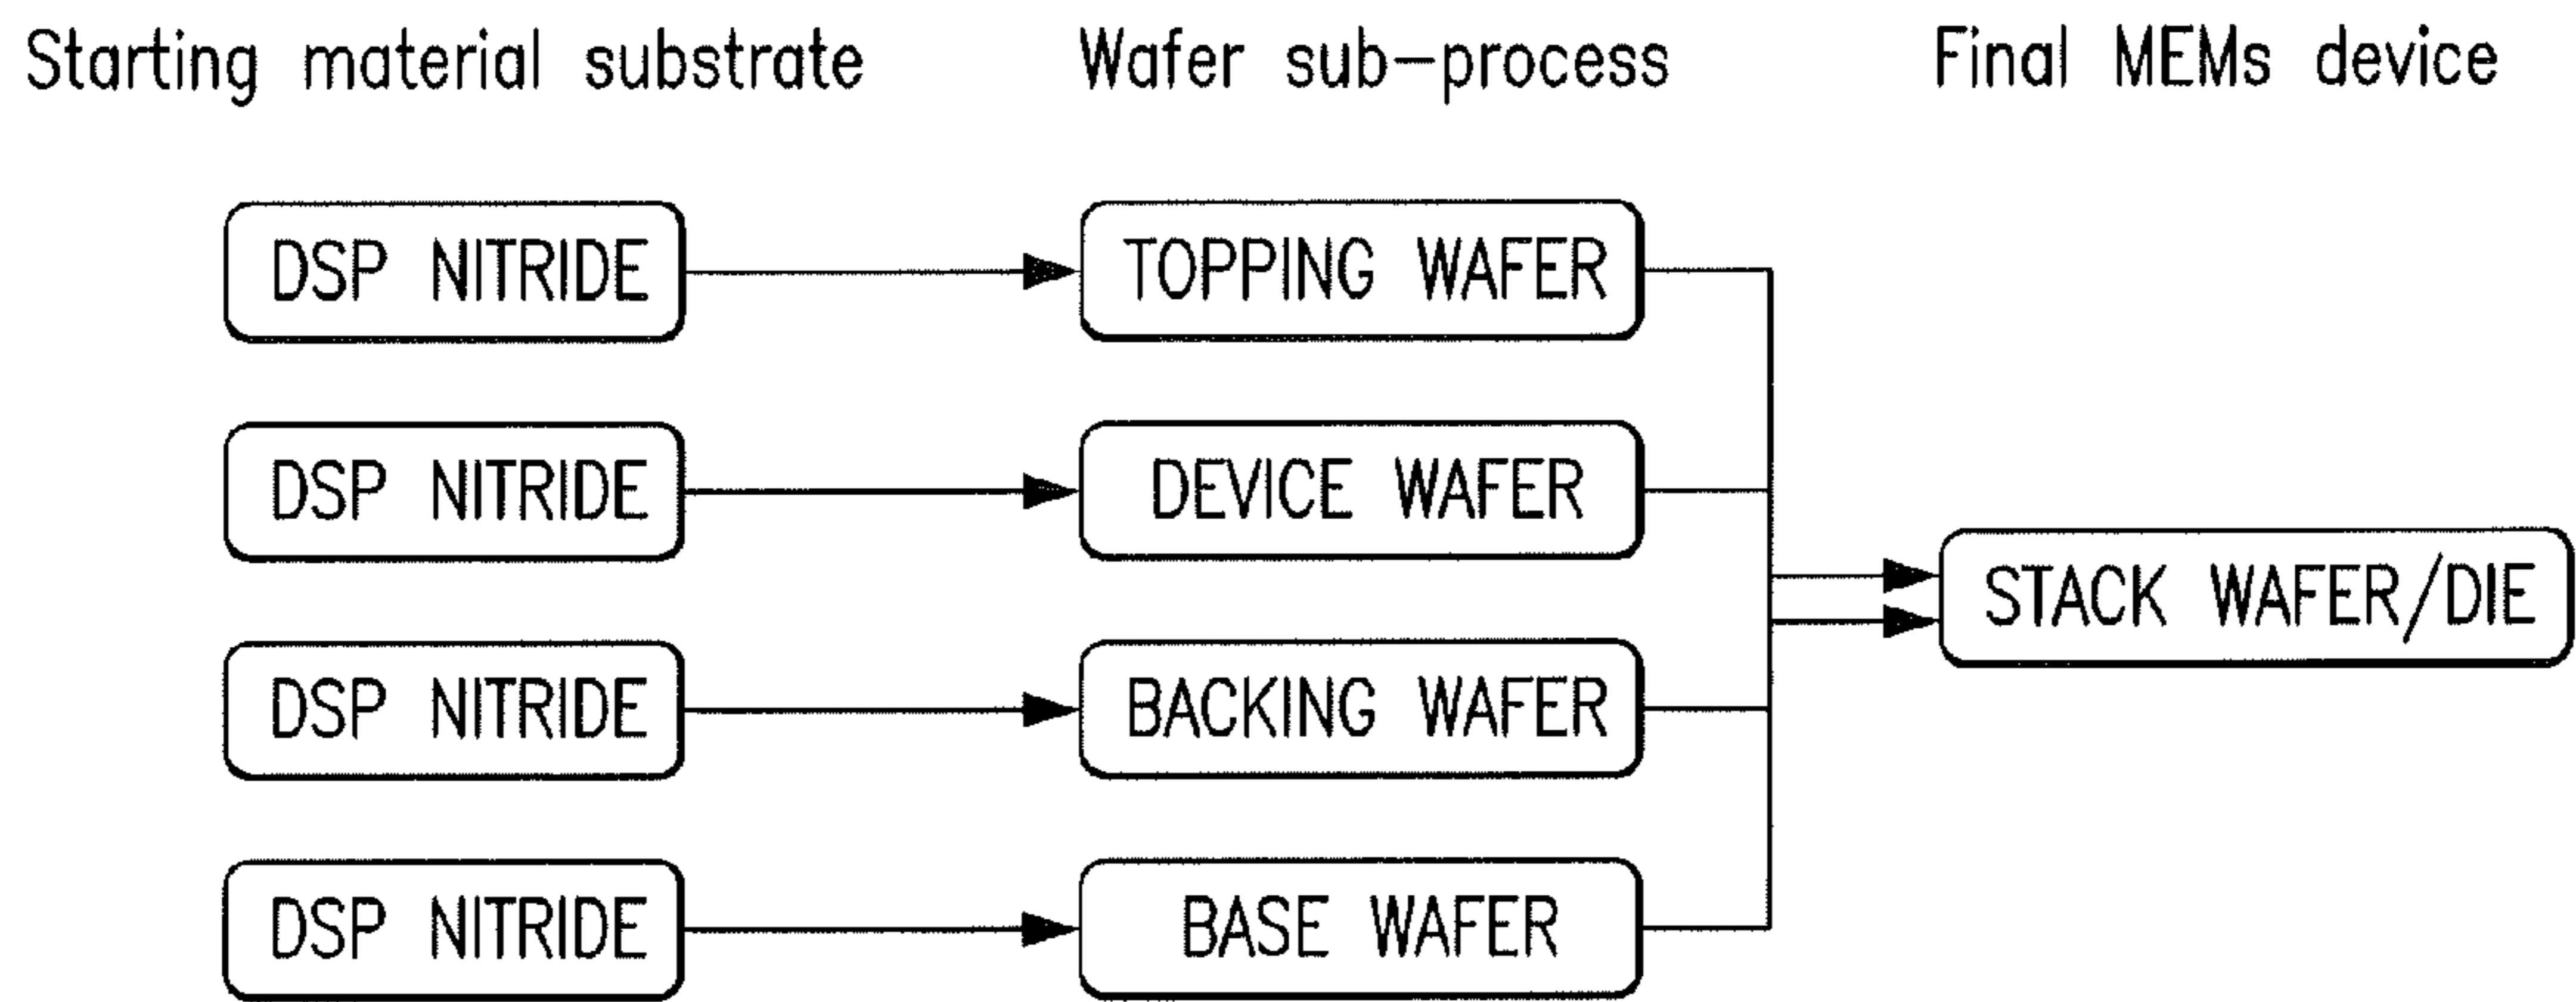 Starting material substrate
Wafer sub-process
Final MEMs device
DSP NITRIDE
TOPPING WAFER
DSP NITRIDE
DEVICE WAFER
STACK WAFER/DIE
DSP NITRIDE
BACKING WAFER
DSP NITRIDE
BASE WAFER